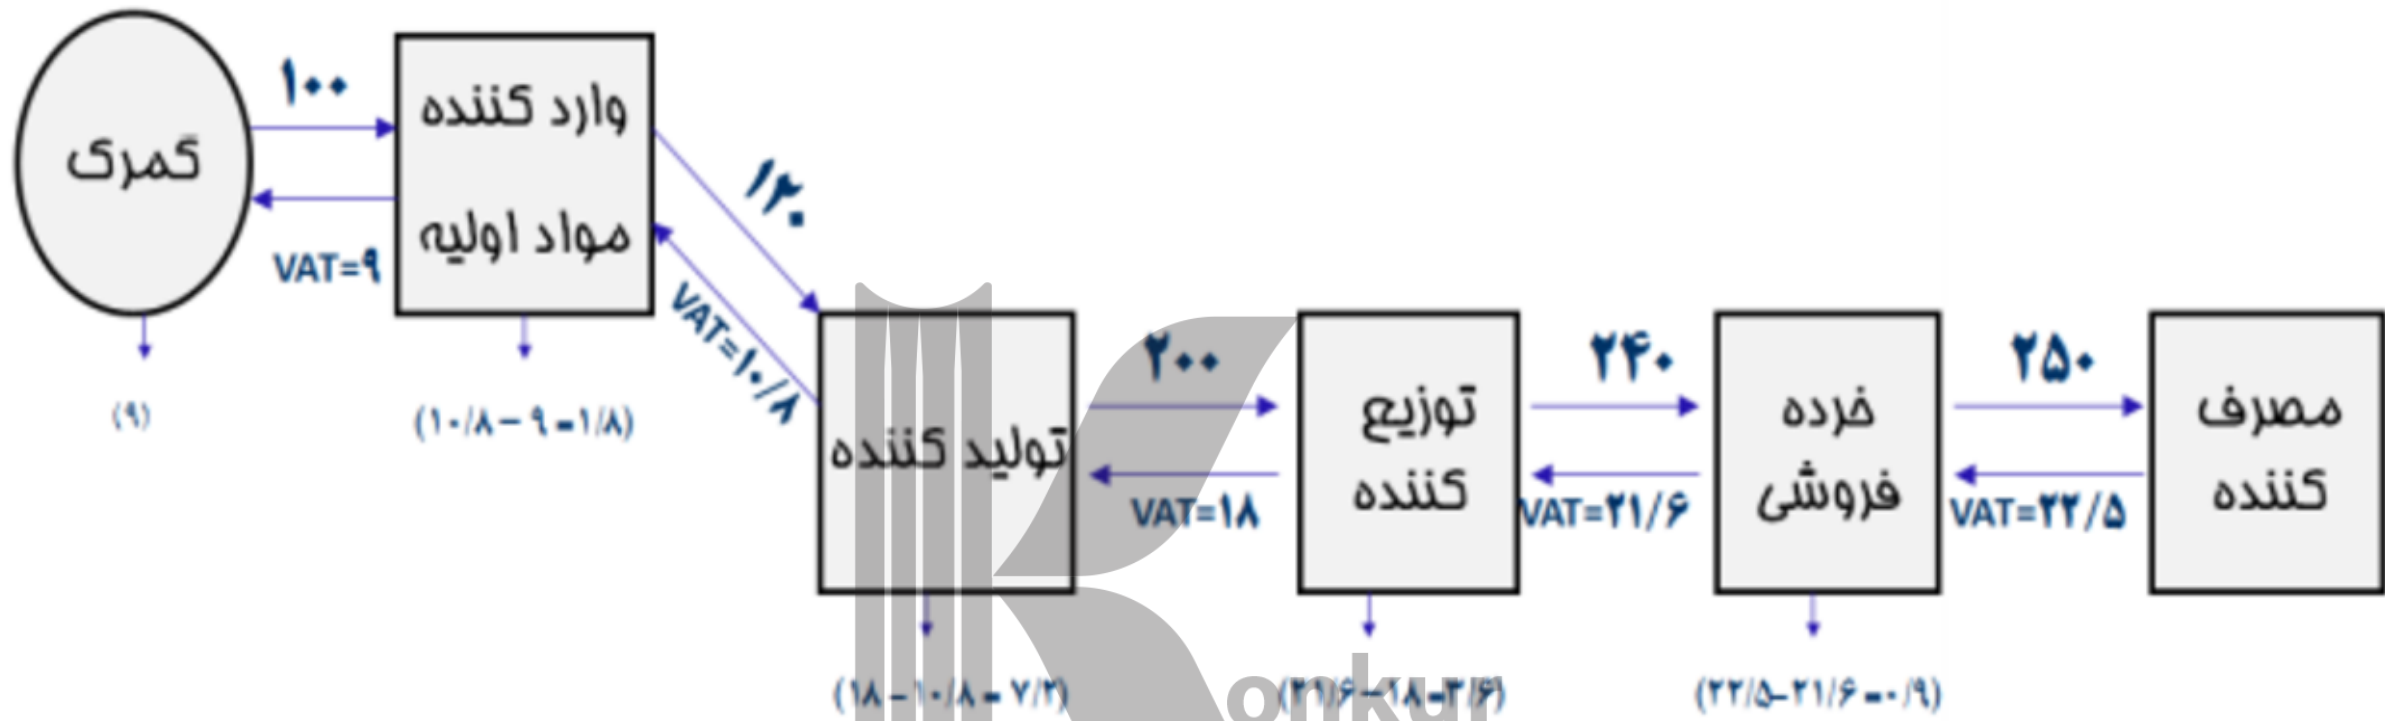 گمرک
۱۰۰
VAT=۹
(۹)
وارد کننده
مواد اولیه
(۱۰/۸ – ۹ =۱/۸)
۱۲۰
VAT=۱۰/۸
تولید کننده
(۱۸ – ۱۰/۸ = ۷/۲)
۲۰۰
VAT=۱۸
توزیع
کننده
(۲۱/۶ – ۱۸ =۳/۶)
۲۴۰
VAT=۲۱/۶
خرده
فروشی
(۲۲/۵–۲۱/۶ =۰/۹)
۲۵۰
VAT=۲۲/۵
مصرف
کننده
onkur